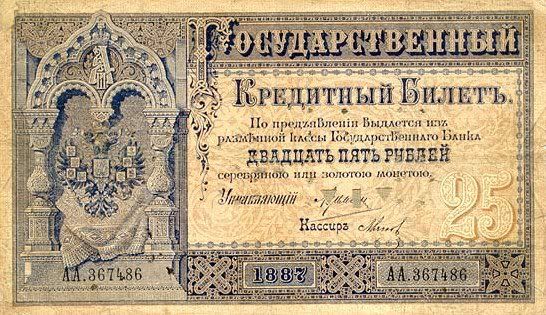 Государственный
Кредитный Билетъ.
По предъявленіи выдается изъ
размѣнной кассы Государственнаго Банка
ДВАДЦАТЬ ПЯТЬ РУБЛЕЙ
серебряною или золотою монетою.
Управляющій
Кассиръ
25
АА.367486
1887
АА.367486